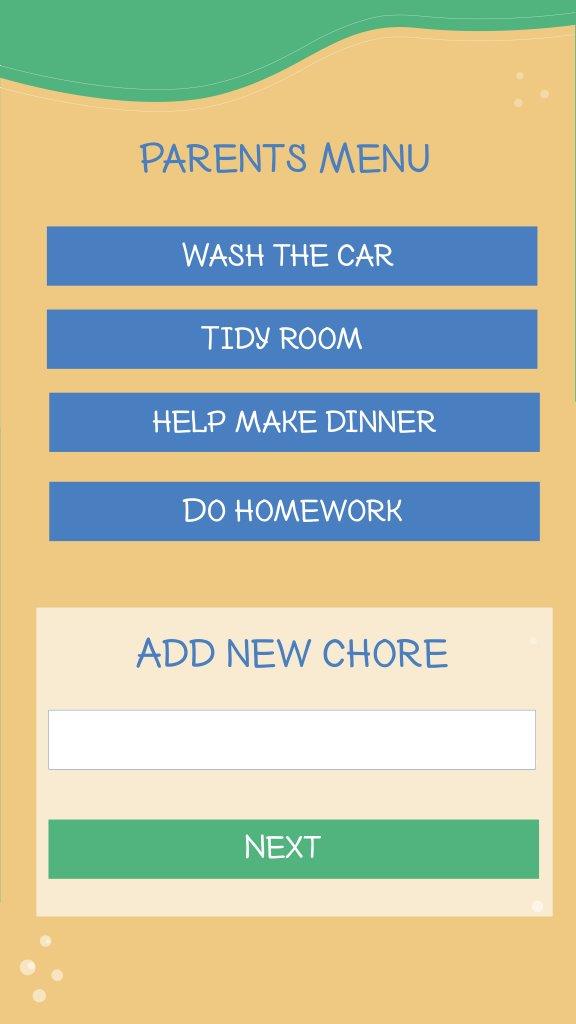 PARENTS MENU
WASH THE CAR
TIDY ROOM
HELP MAKE DINNER
DO HOMEWORK
ADD NEW CHORE
NEXT